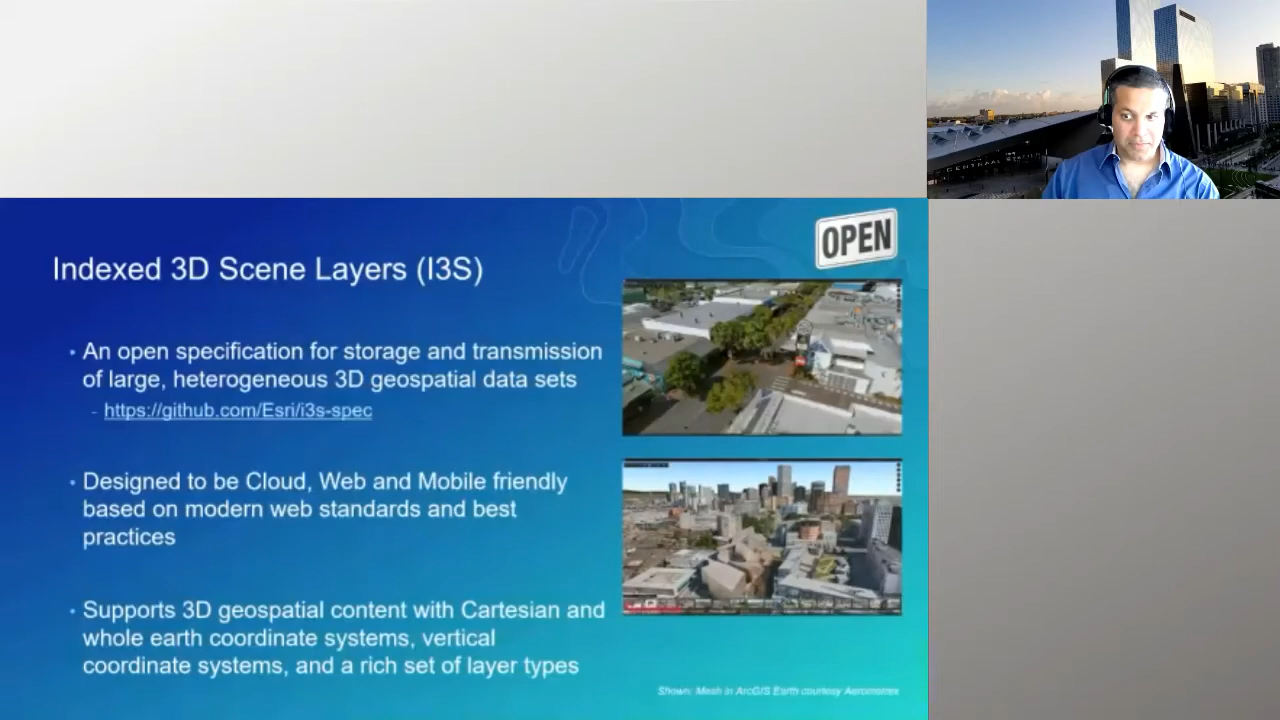 CENTRAAL STATION
OPEN
Indexed 3D Scene Layers (I3S)
• An open specification for storage and transmission
of large, heterogeneous 3D geospatial data sets
- https://github.com/Esri/i3s-spec
• Designed to be Cloud, Web and Mobile friendly
based on modern web standards and best
practices
• Supports 3D geospatial content with Cartesian and
whole earth coordinate systems, vertical
coordinate systems, and a rich set of layer types
Shown: Mesh in ArcGIS Earth courtesy Aerometrex